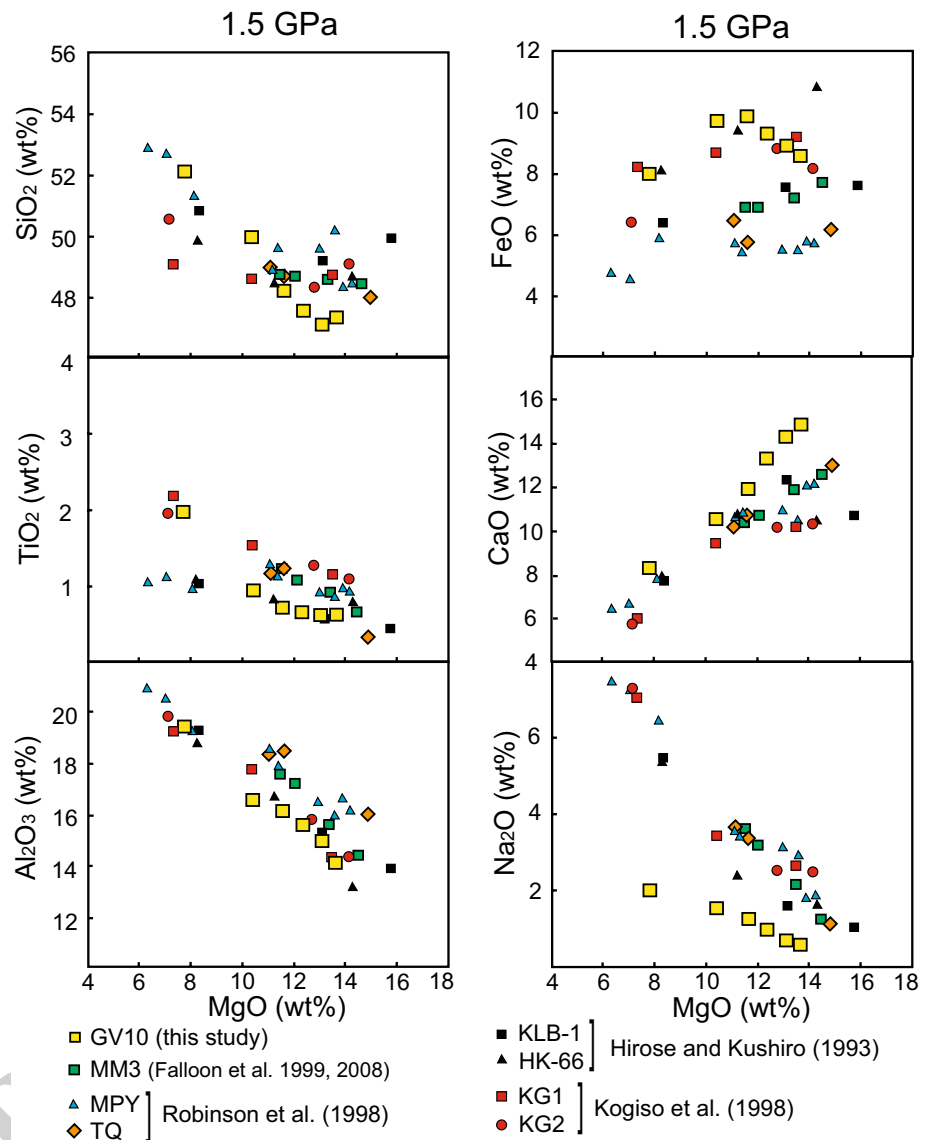 1.5 GPa
1.5 GPa
56
54
52
50
48
SiO2 (wt%)
12
10
8
6
4
FeO (wt%)
4
3
2
1
TiO2 (wt%)
16
14
12
10
8
6
4
CaO (wt%)
20
18
16
14
12
Al2O3 (wt%)
6
4
2
Na2O (wt%)
4 6 8 10 12 14 16
MgO (wt%)
4 6 8 10 12 14 16 18
MgO (wt%)
GV10 (this study)
MM3 (Falloon et al. 1999, 2008)
MPY
TQ
Robinson et al. (1998)
KLB-1
HK-66
Hirose and Kushiro (1993)
KG1
KG2
Kogiso et al. (1998)